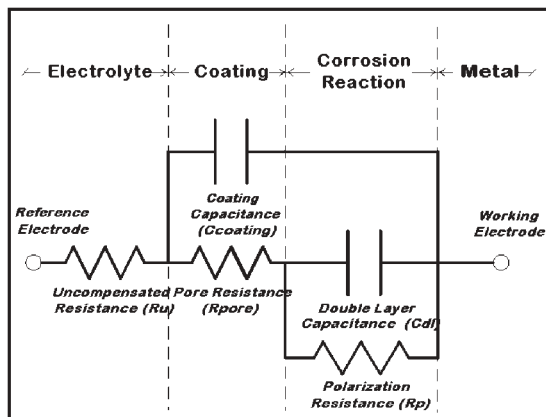 Electrolyte
Coating
Corrosion
Reaction
Metal
Coating
Capacitance
(Ccoating)
Reference
Electrode
Working
Electrode
Uncompensated
Resistance (Ru)
Pore Resistance
(Rpore)
Double Layer
Capacitance (Cdl)
Polarization
Resistance (Rp)